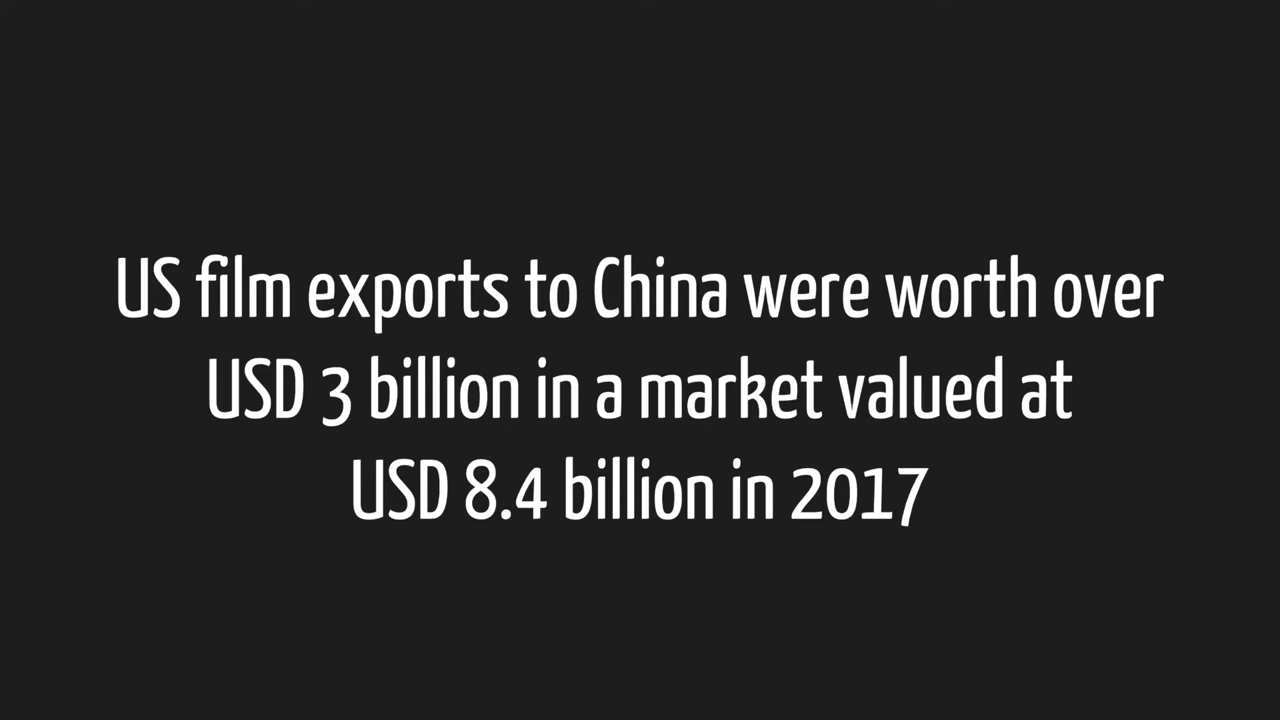 US film exports to China were worth over
USD 3 billion in a market valued at
USD 8.4 billion in 2017